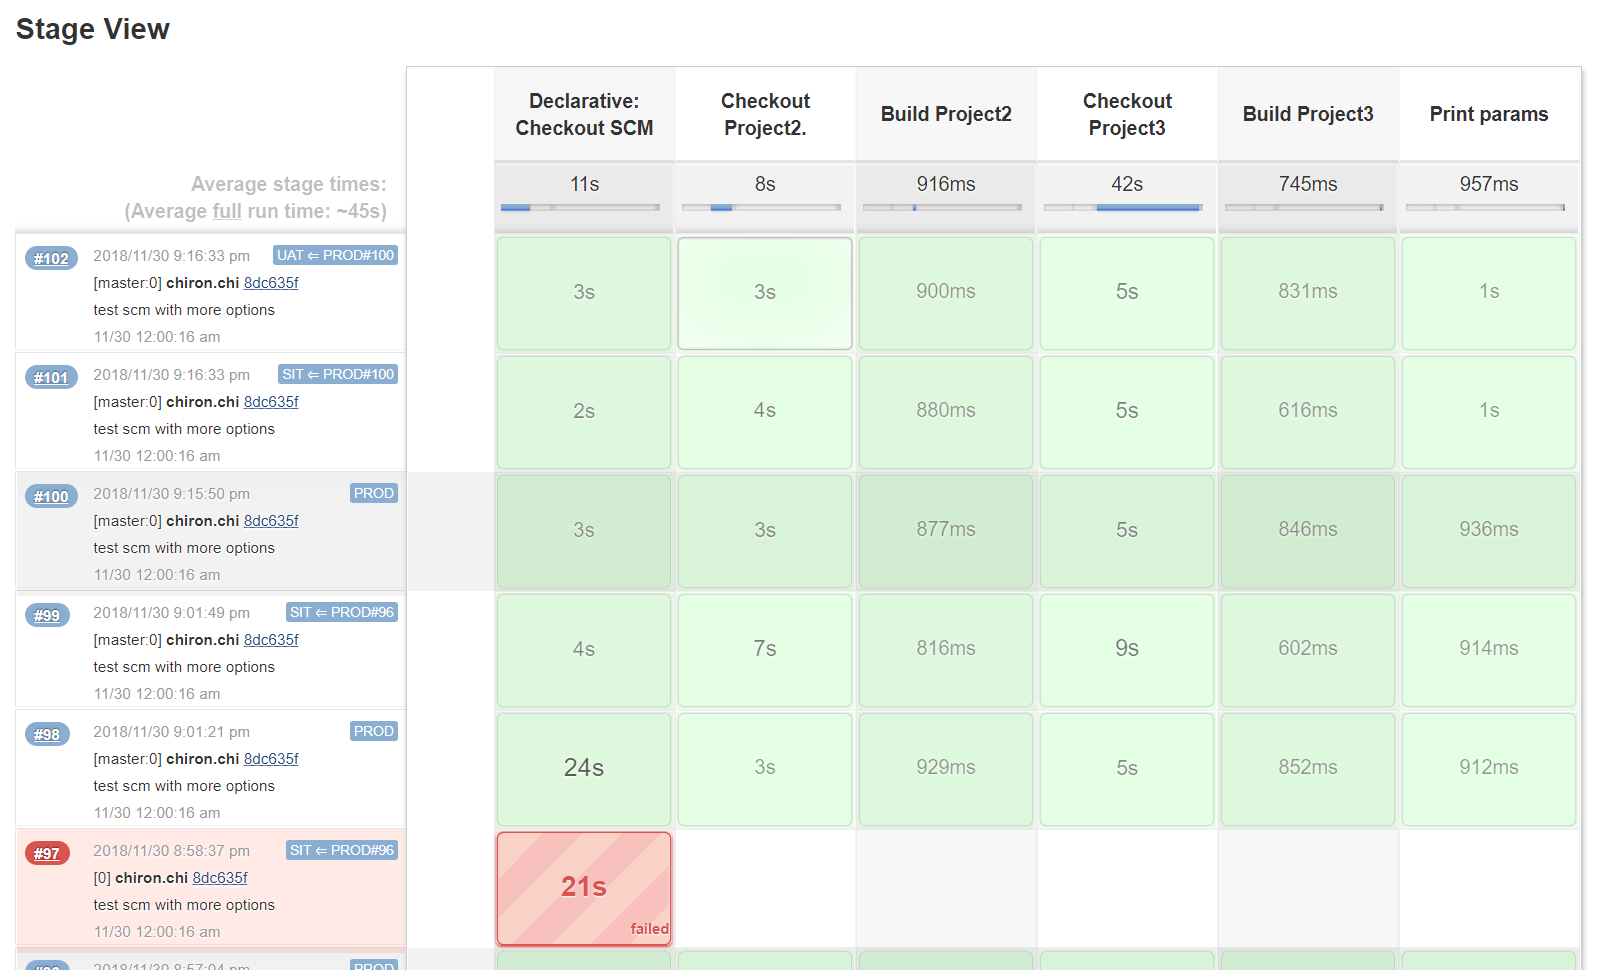 Stage View
Declarative: Checkout SCM
Checkout Project2.
Build Project2
Checkout Project3
Build Project3
Print params
Average stage times:
(Average full run time: ~45s)
11s
8s
916ms
42s
745ms
957ms
#102
2018/11/30 9:16:33 pm
UAT ⇐ PROD#100
[master:0] chiron.chi 8dc635f
test scm with more options
11/30 12:00:16 am
3s
3s
900ms
5s
831ms
1s
#101
2018/11/30 9:16:33 pm
SIT ⇐ PROD#100
[master:0] chiron.chi 8dc635f
test scm with more options
11/30 12:00:16 am
2s
4s
880ms
5s
616ms
1s
#100
2018/11/30 9:15:50 pm
PROD
[master:0] chiron.chi 8dc635f
test scm with more options
11/30 12:00:16 am
3s
3s
877ms
5s
846ms
936ms
#99
2018/11/30 9:01:49 pm
SIT ⇐ PROD#96
[master:0] chiron.chi 8dc635f
test scm with more options
11/30 12:00:16 am
4s
7s
816ms
9s
602ms
914ms
#98
2018/11/30 9:01:21 pm
PROD
[master:0] chiron.chi 8dc635f
test scm with more options
11/30 12:00:16 am
24s
3s
929ms
5s
852ms
912ms
#97
2018/11/30 8:58:37 pm
SIT ⇐ PROD#96
[0] chiron.chi 8dc635f
test scm with more options
11/30 12:00:16 am
21s
failed
2018/11/30 8:57:04 pm
PROD